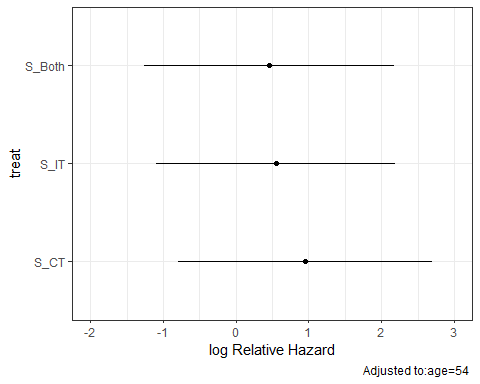 S_Both
S_IT
S_CT
treat
-2 -1 0 1 2 3
log Relative Hazard
Adjusted to:age=54